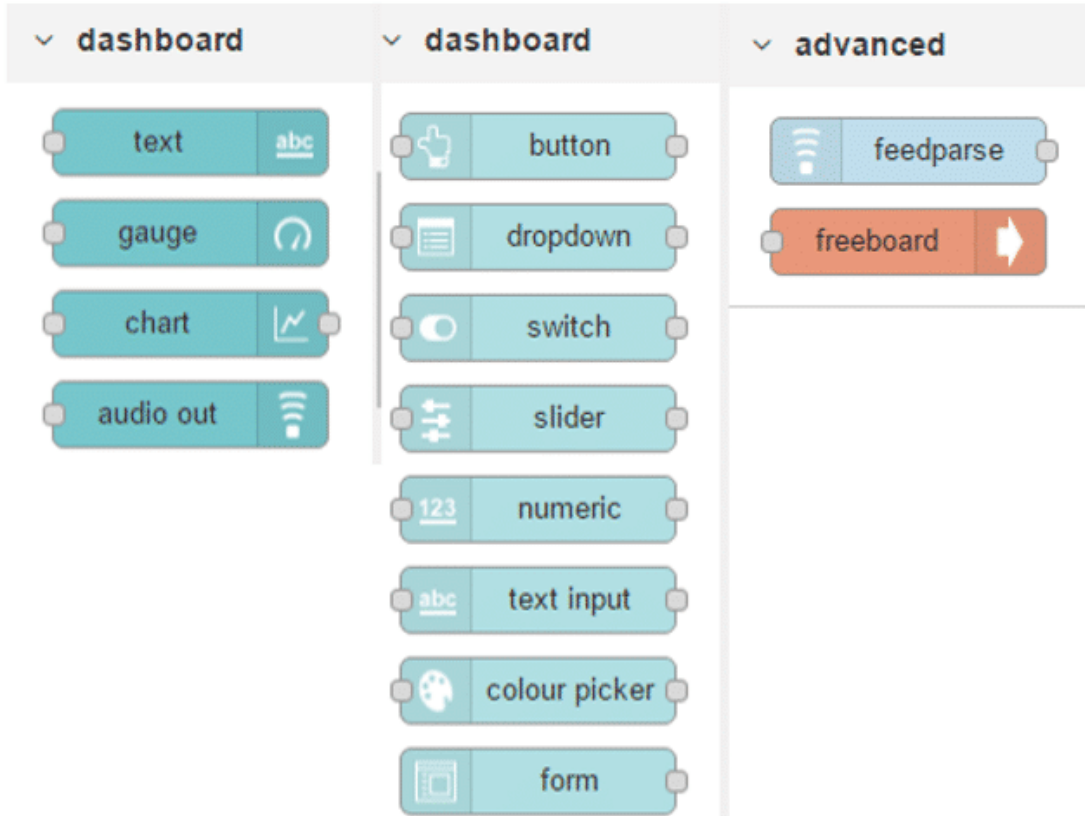 dashboard
text
abc
gauge
chart
audio out
dashboard
button
dropdown
switch
slider
123
numeric
abc
text input
colour picker
form
advanced
feedparse
freeboard